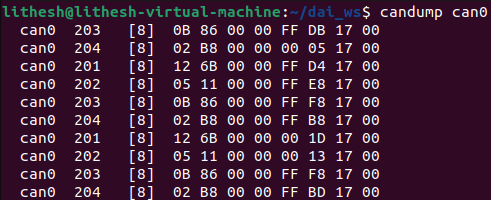 lithesh@lithesh-virtual-machine:~/dai_ws$ candump can0
can0 203 [8] 0B 86 00 00 FF DB 17 00
can0 204 [8] 02 B8 00 00 00 05 17 00
can0 201 [8] 12 6B 00 00 FF D4 17 00
can0 202 [8] 05 11 00 00 FF E8 17 00
can0 203 [8] 0B 86 00 00 FF F8 17 00
can0 204 [8] 02 B8 00 00 FF B8 17 00
can0 201 [8] 12 6B 00 00 00 1D 17 00
can0 202 [8] 05 11 00 00 00 13 17 00
can0 203 [8] 0B 86 00 00 FF F8 17 00
can0 204 [8] 02 B8 00 00 FF BD 17 00